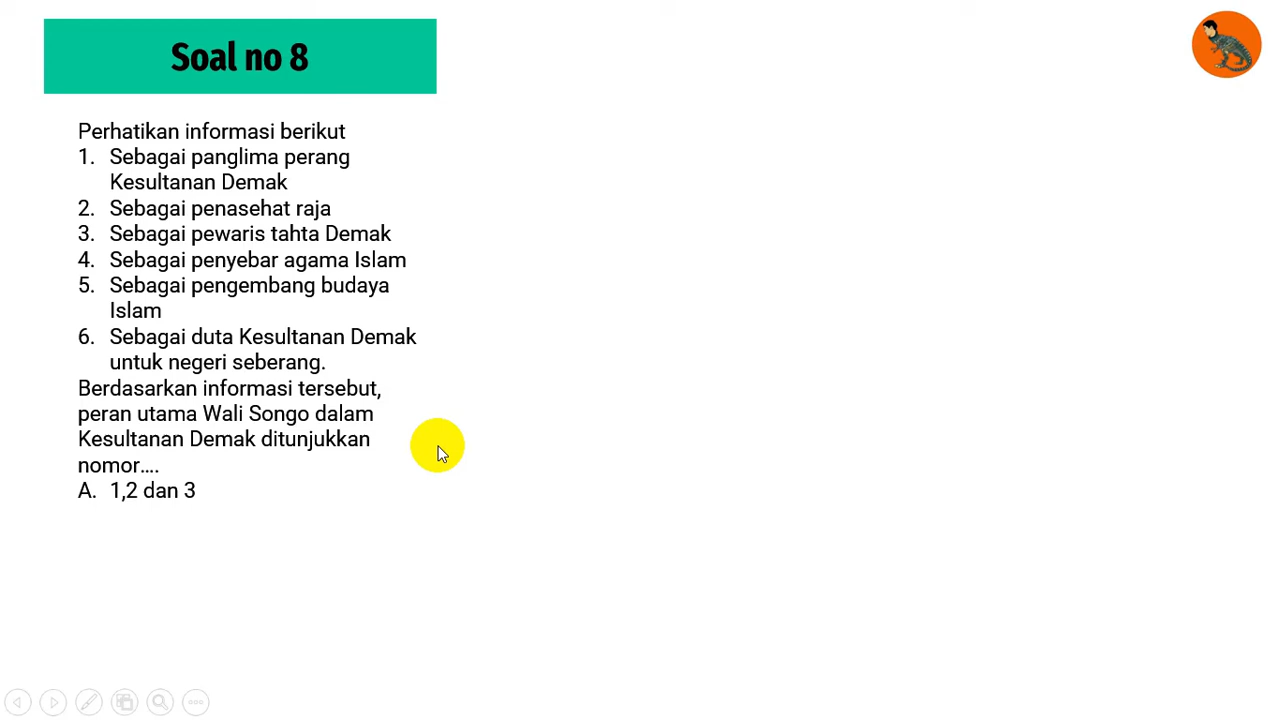 Soal no 8
Perhatikan informasi berikut
1. Sebagai panglima perang
Kesultanan Demak
2. Sebagai penasehat raja
3. Sebagai pewaris tahta Demak
4. Sebagai penyebar agama Islam
5. Sebagai pengembang budaya
Islam
6. Sebagai duta Kesultanan Demak
untuk negeri seberang.
Berdasarkan informasi tersebut,
peran utama Wali Songo dalam
Kesultanan Demak ditunjukkan
nomor....
A. 1,2 dan 3